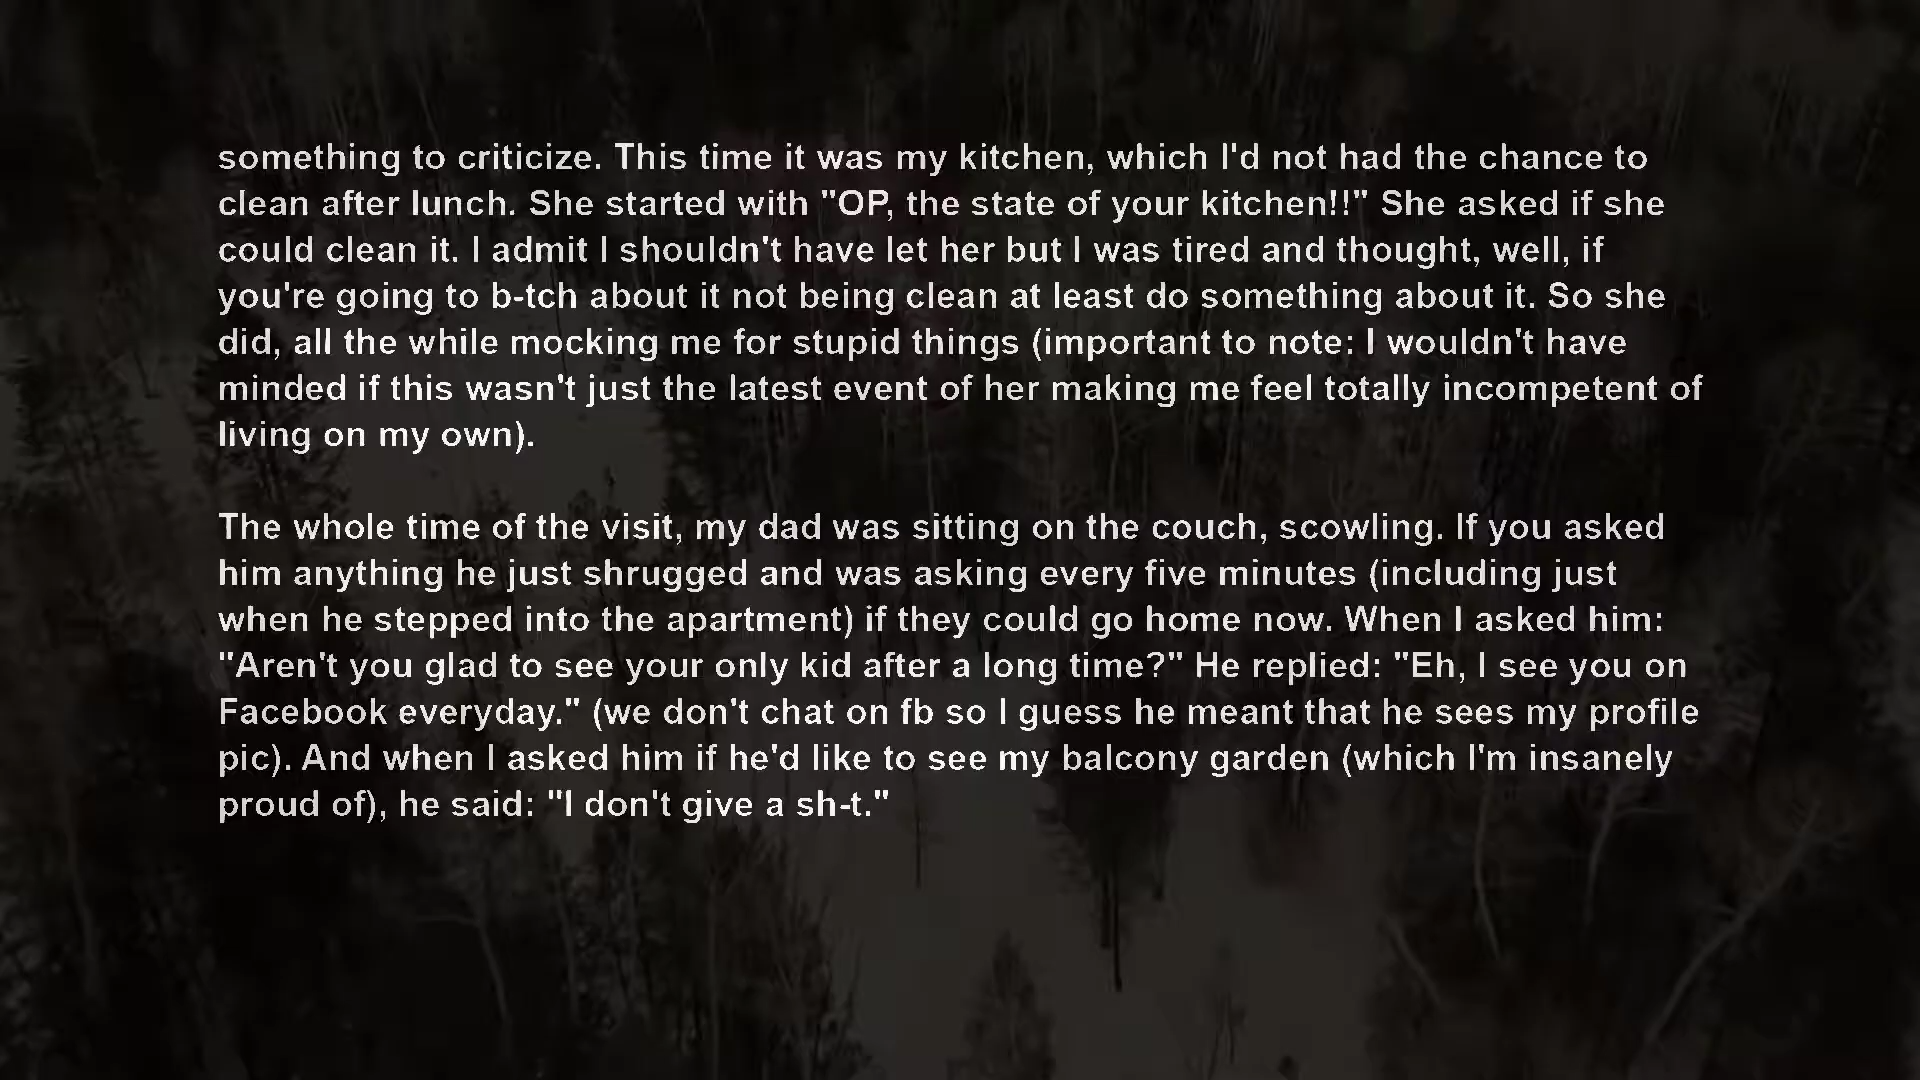 something to criticize. This time it was my kitchen, which I'd not had the chance to
clean after lunch. She started with "OP, the state of your kitchen!!" She asked if she
could clean it. I admit I shouldn't have let her but I was tired and thought, well, if
you're going to b-tch about it not being clean at least do something about it. So she
did, all the while mocking me for stupid things (important to note: I wouldn't have
minded if this wasn't just the latest event of her making me feel totally incompetent of
living on my own).
The whole time of the visit, my dad was sitting on the couch, scowling. If you asked
him anything he just shrugged and was asking every five minutes (including just
when he stepped into the apartment) if they could go home now. When I asked him:
"Aren't you glad to see your only kid after a long time?" He replied: "Eh, I see you on
Facebook everyday." (we don't chat on fb so I guess he meant that he sees my profile
pic). And when I asked him if he'd like to see my balcony garden (which I'm insanely
proud of), he said: "I don't give a sh-t."